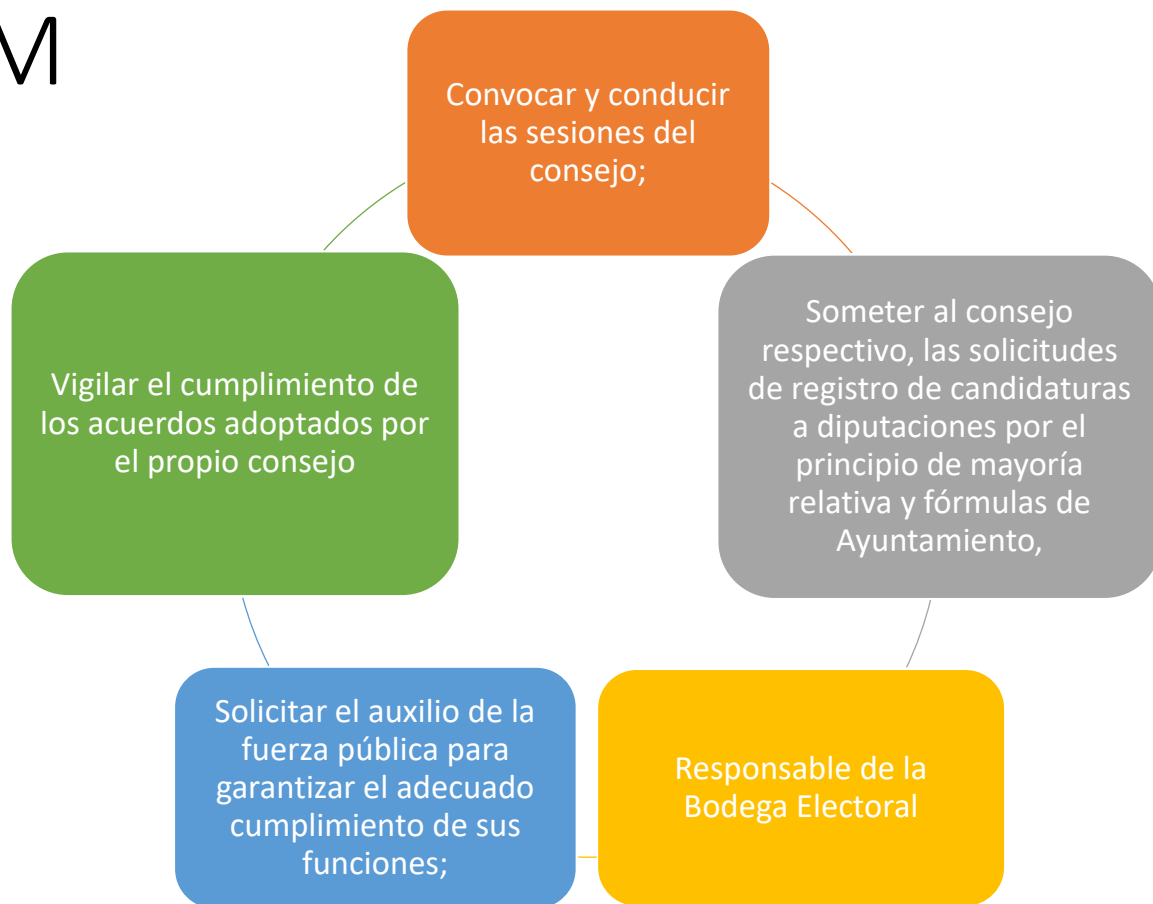 M
Convocar y conducir
las sesiones del
consejo;
Someter al consejo
respectivo, las solicitudes
de registro de candidaturas
a diputaciones por el
principio de mayoría
relativa y fórmulas de
Ayuntamiento,
Responsable de la
Bodega Electoral
Solicitar el auxilio de la
fuerza pública para
garantizar el adecuado
cumplimiento de sus
funciones;
Vigilar el cumplimiento de
los acuerdos adoptados por
el propio consejo